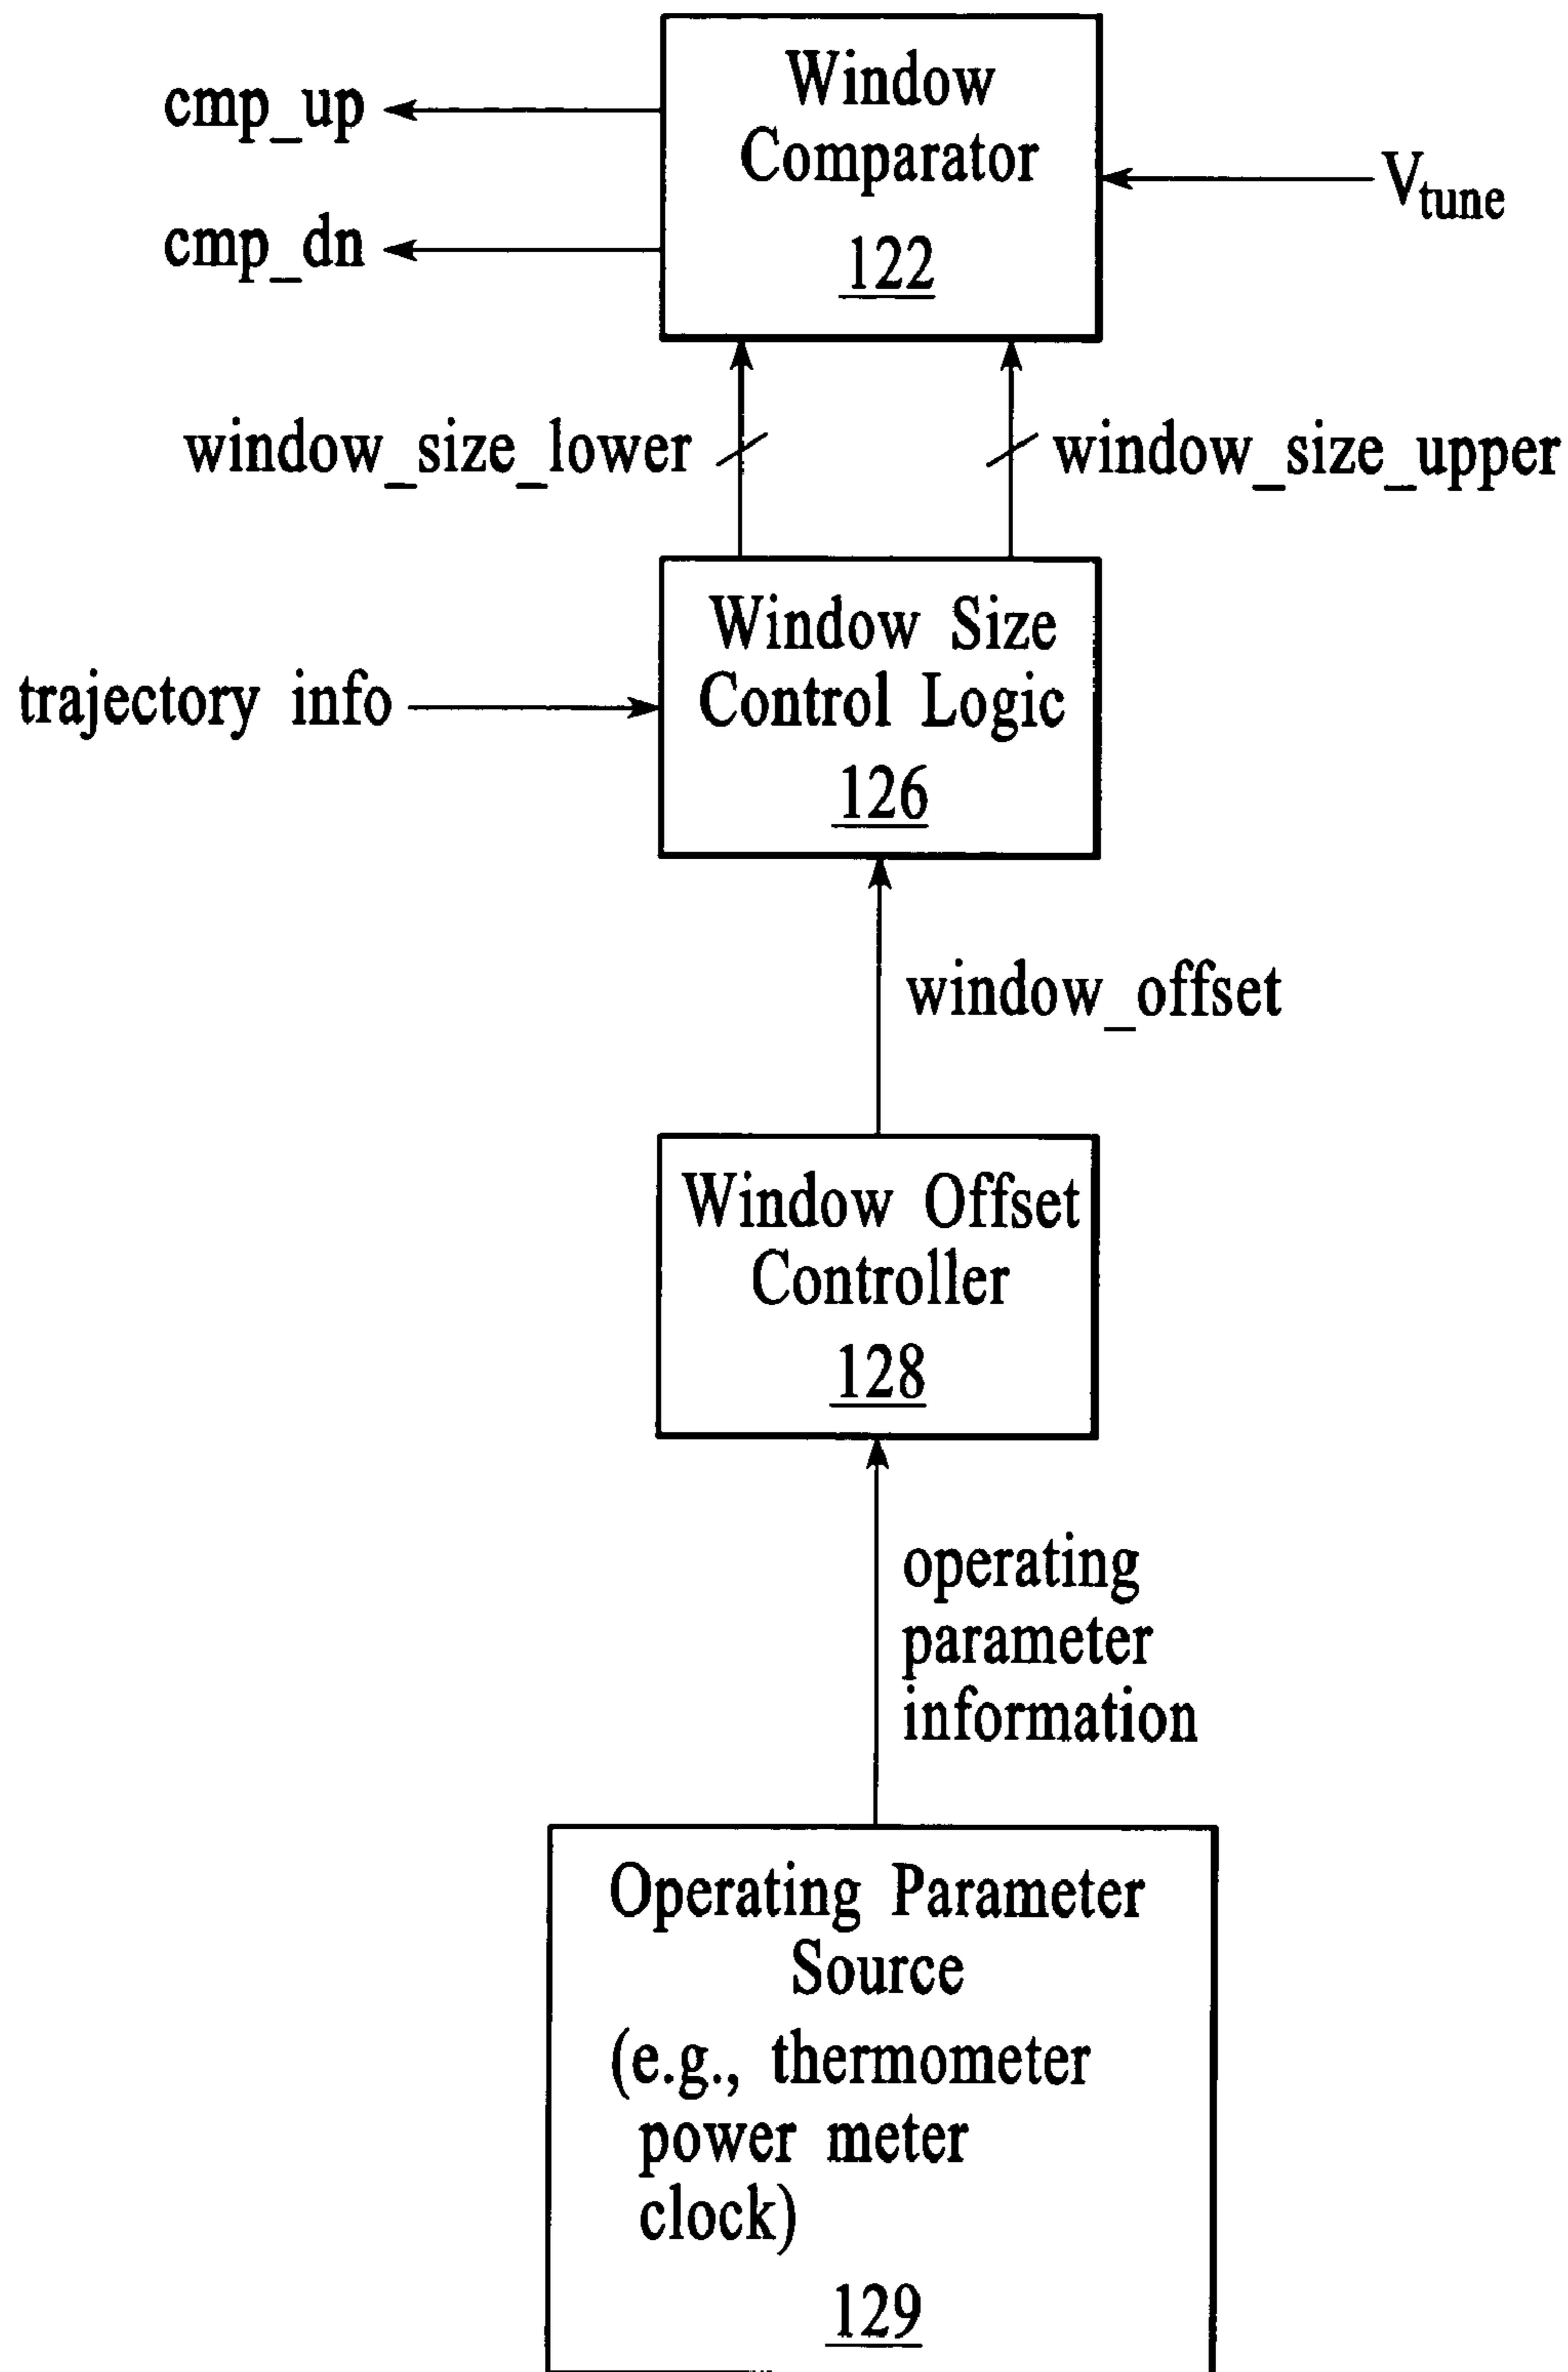 Window
Comparator
122
cmp_up
cmp_dn
V_tune
window_size_lower
window_size_upper
Window Size
Control Logic
126
trajectory info
window_offset
Window Offset
Controller
128
operating
parameter
information
Operating Parameter
Source
(e.g., thermometer
power meter
clock)
129